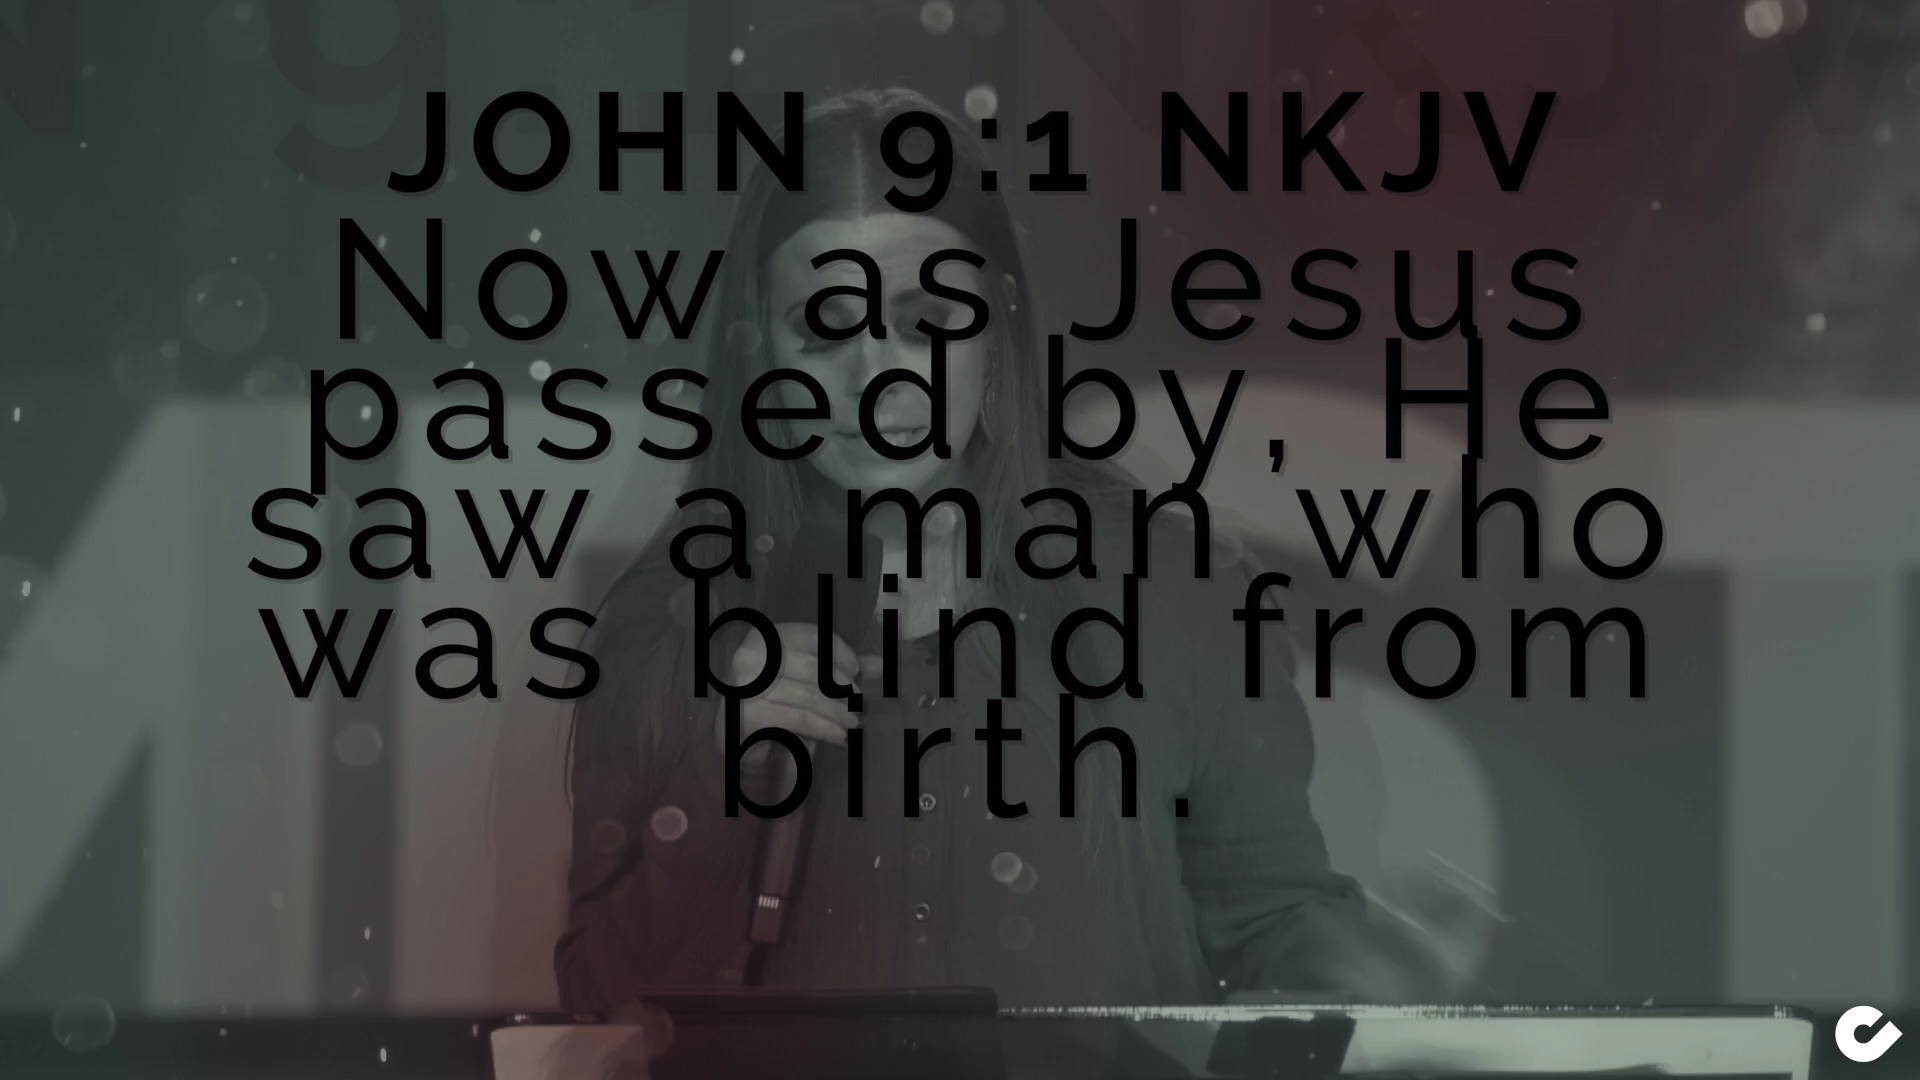 JOHN 9:1 NKJV
Now as Jesus
passed by, He
saw a man who
was blind from
birth.